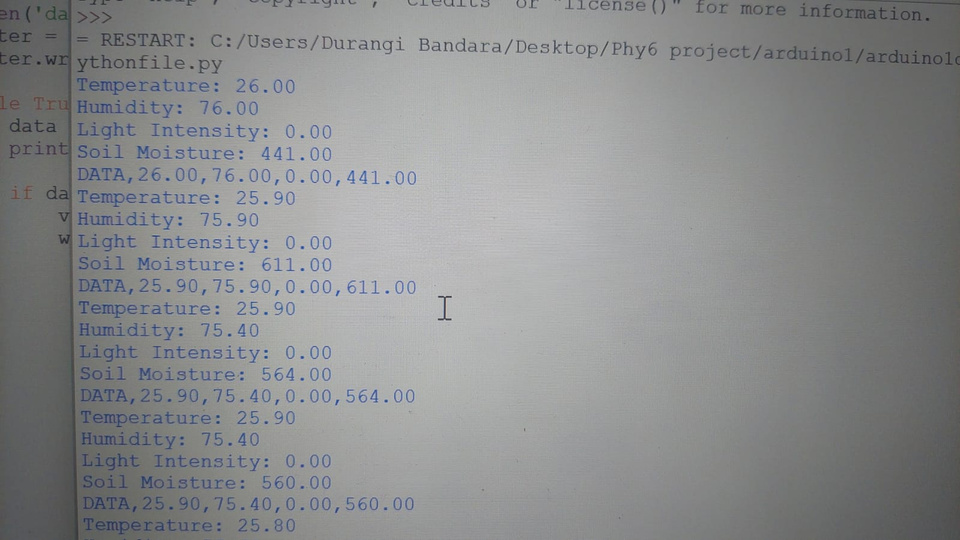 "license()" for more information.
>>>
= RESTART: C:/Users/Durangi Bandara/Desktop/Phy6 project/arduino1/arduino1
ythonfile.py
Temperature: 26.00
Humidity: 76.00
Light Intensity: 0.00
Soil Moisture: 441.00
DATA,26.00,76.00,0.00,441.00
Temperature: 25.90
Humidity: 75.90
Light Intensity: 0.00
Soil Moisture: 611.00
DATA,25.90,75.90,0.00,611.00
Temperature: 25.90
Humidity: 75.40
Light Intensity: 0.00
Soil Moisture: 564.00
DATA,25.90,75.40,0.00,564.00
Temperature: 25.90
Humidity: 75.40
Light Intensity: 0.00
Soil Moisture: 560.00
DATA,25.90,75.40,0.00,560.00
Temperature: 25.80
en('da
ter =
ter.wr
le Tru
data
print
if da
v
w